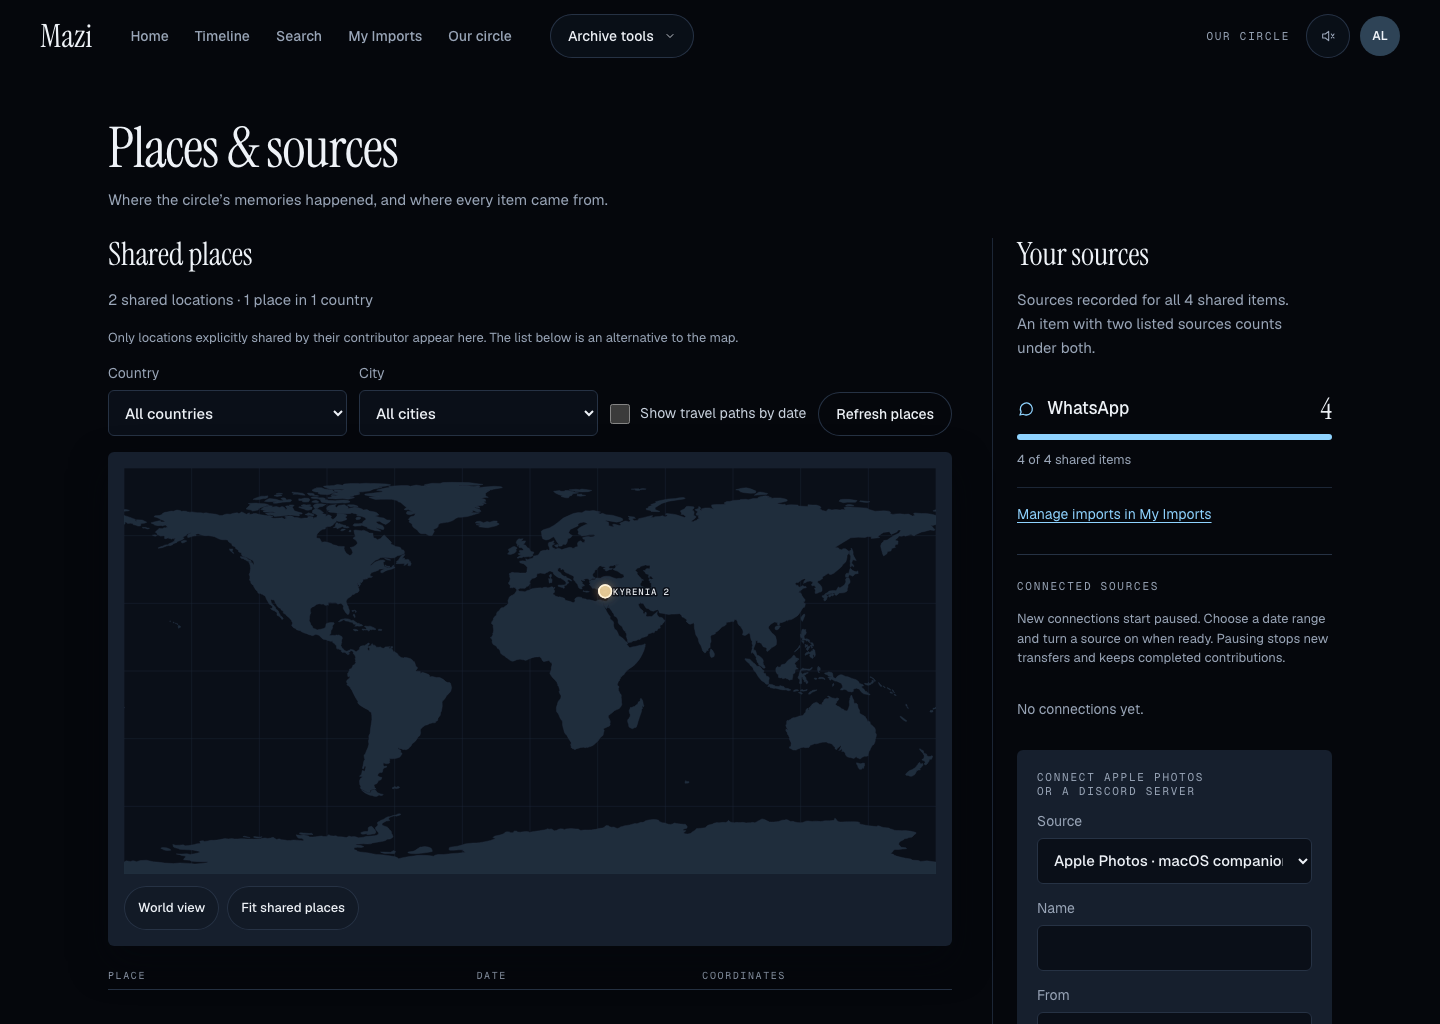 Mazi
Home
Timeline
Search
My Imports
Our circle
Archive tools
OUR CIRCLE
AL
Places & sources
Where the circle’s memories happened, and where every item came from.
Shared places
2 shared locations · 1 place in 1 country
Only locations explicitly shared by their contributor appear here. The list below is an alternative to the map.
Country
City
All countries
All cities
Show travel paths by date
Refresh places
KYRENIA 2
World view
Fit shared places
PLACE
DATE
COORDINATES
Your sources
Sources recorded for all 4 shared items.
An item with two listed sources counts
under both.
WhatsApp
4
4 of 4 shared items
Manage imports in My Imports
CONNECTED SOURCES
New connections start paused. Choose a date range
and turn a source on when ready. Pausing stops new
transfers and keeps completed contributions.
No connections yet.
CONNECT APPLE PHOTOS
OR A DISCORD SERVER
Source
Apple Photos · macOS companion
Name
From